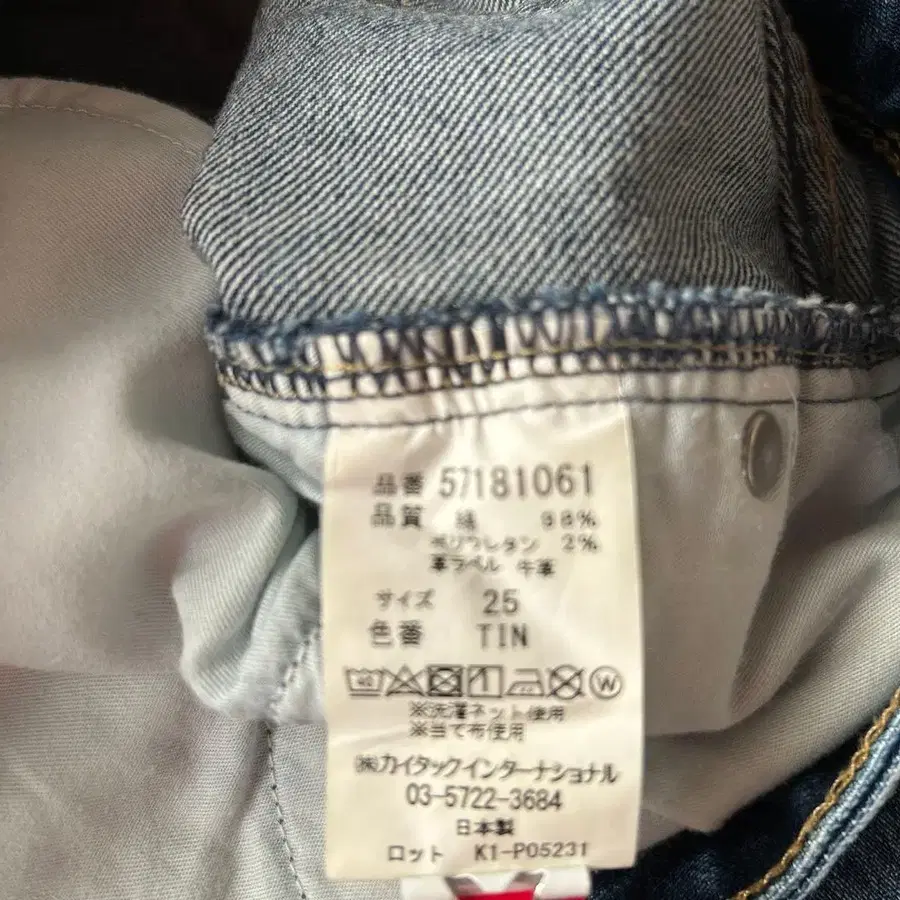 品番 57181061
品質 綿 98%
ポリウレタン 2%
革ラベル 牛革
サイズ 25
色番 TIN
40 W
※洗濯ネット使用
※当て布使用
㈱カイタックインターナショナル
03-5722-3684
日本製
ロット K1-P05231